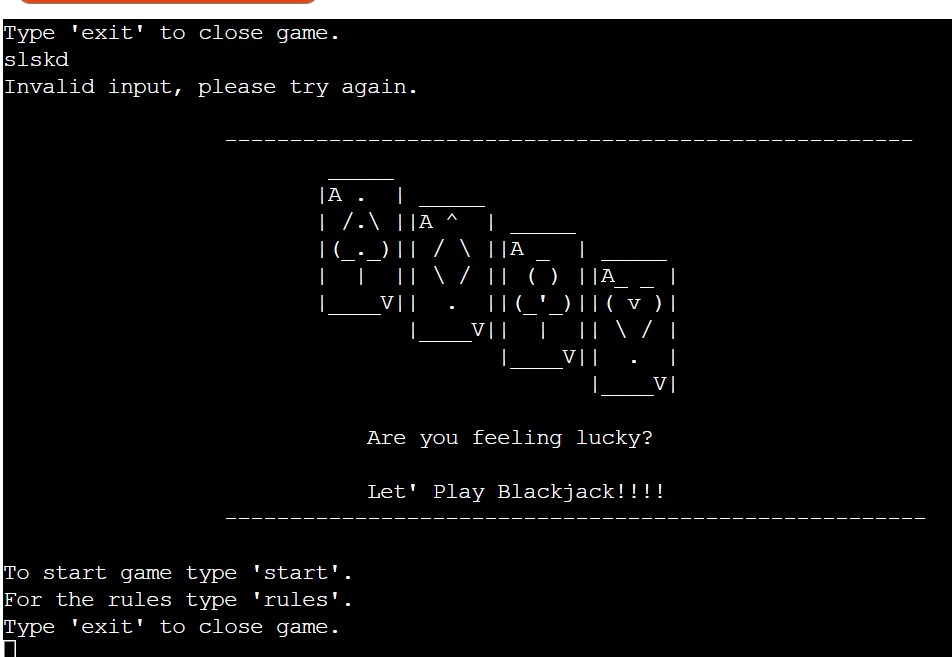 Type 'exit' to close game.
slskd
Invalid input, please try again.
-----------------------------------------------------
 _____
|A .  | _____
| /.\ ||A ^  | _____
|(_._)|| / \ ||A _  | _____
|  |  || \ / || ( ) ||A_ _ |
|____V||  .  ||(_'_)||( v )|
       |____V||  |  || \ / |
              |____V||  .  |
                     |____V|
Are you feeling lucky?
Let' Play Blackjack!!!!
------------------------------------------------------
To start game type 'start'.
For the rules type 'rules'.
Type 'exit' to close game.